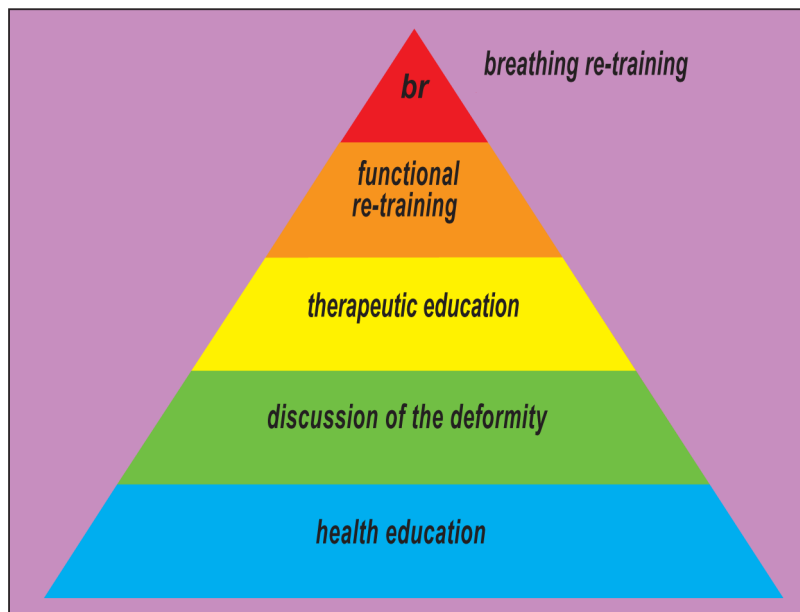 breathing re-training
br
functional
re-training
therapeutic education
discussion of the deformity
health education